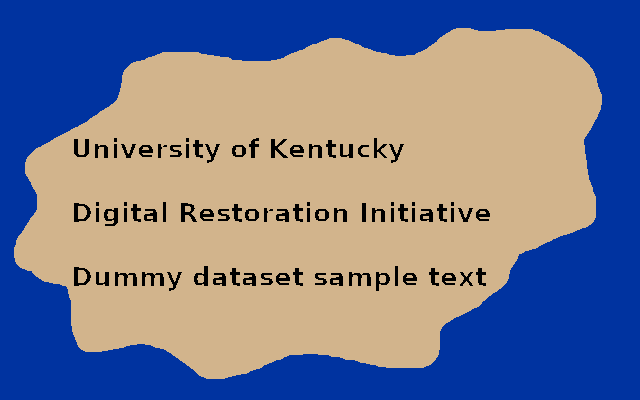 University of Kentucky
Digital Restoration Initiative
Dummy dataset sample text